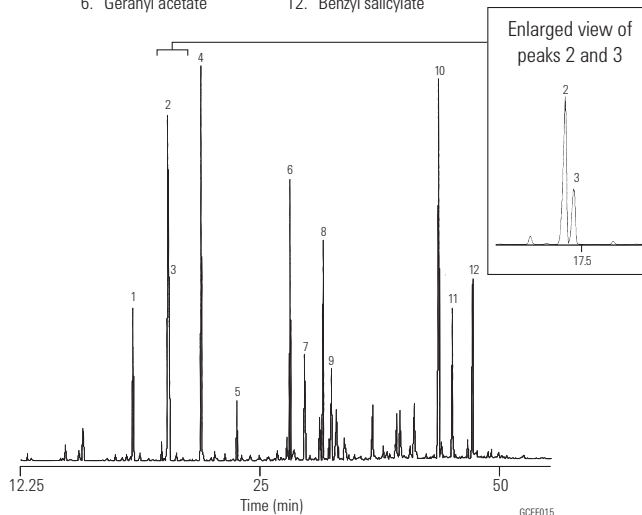 6. Geranyl acetate 12. Benzyl salicylate
Enlarged view of
peaks 2 and 3
4
10
2
2
3
6
8
3
17.5
12
1
11
7
9
5
12.25 25 50
Time (min)
GCFF015